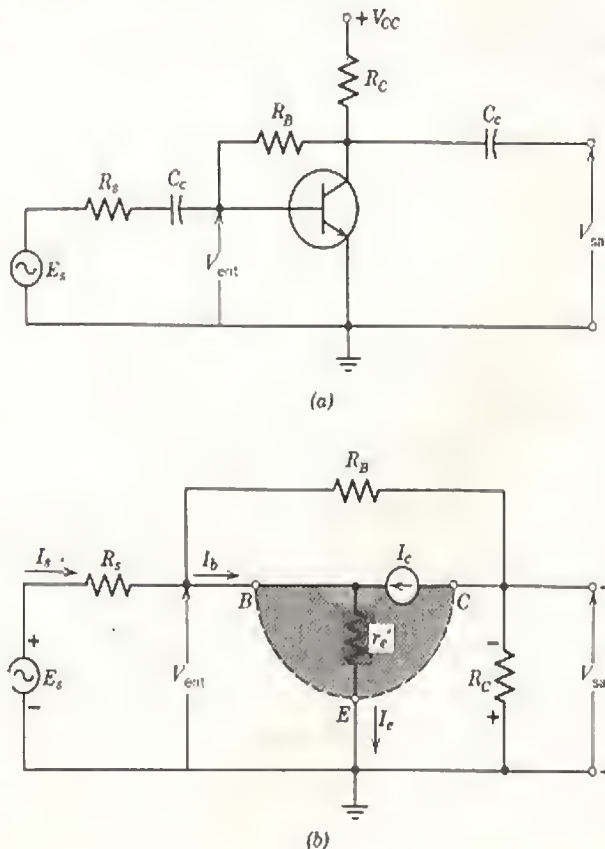 + V_CC
R_C
R_B
C_c
R_s
C_c
E_s
V_ent
V_sa
(a)
R_B
I_s
R_s
I_b
I_c
B
C
r_e'
+
E_s
-
V_ent
-
R_C
+
V_sa
E
I_e
(b)